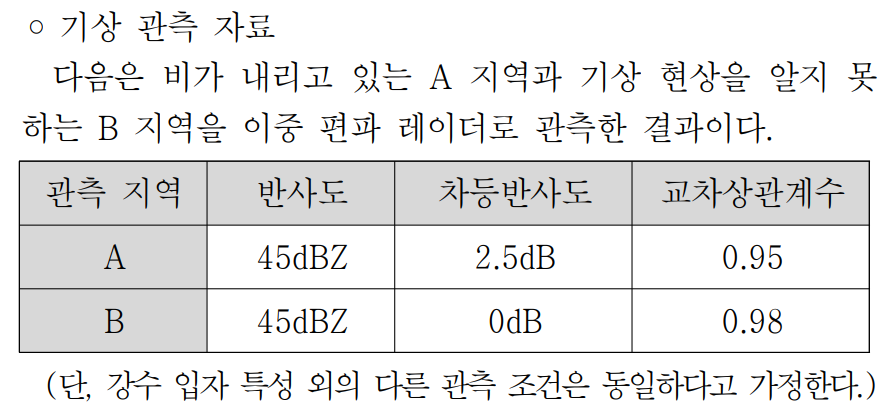 ○ 기상 관측 자료
다음은 비가 내리고 있는 A 지역과 기상 현상을 알지 못
하는 B 지역을 이중 편파 레이더로 관측한 결과이다.
관측 지역 반사도 차등반사도 교차상관계수
A 45dBZ 2.5dB 0.95
B 45dBZ 0dB 0.98
(단, 강수 입자 특성 외의 다른 관측 조건은 동일하다고 가정한다.)